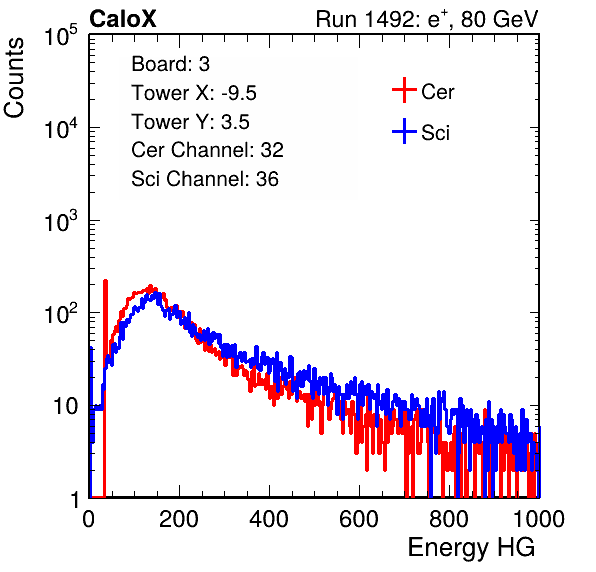 CaloX Run 1492: e⁺, 80 GeV
Counts
10⁵
10⁴
10³
10²
10
1
Board: 3
Tower X: -9.5
Tower Y: 3.5
Cer Channel: 32
Sci Channel: 36
Cer
Sci
0 200 400 600 800 1000
Energy HG